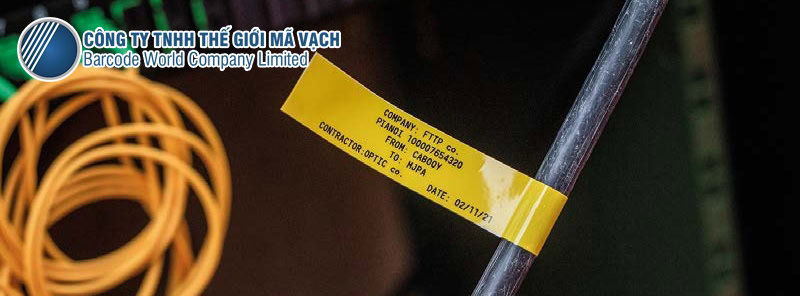 CÔNG TY TNHH THẾ GIỚI MÃ VẠCH
Barcode World Company Limited
COMPANY: FTTP co.
PIANOI 100007654320
FROM: CABOQY
TO: MJPA
CONTRACTOR.OPTIC co.
DATE: 02/11/21